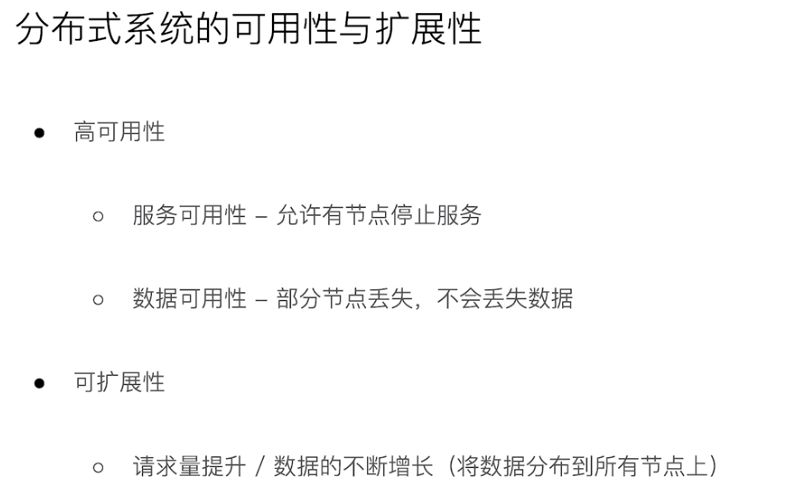 分布式系统的可用性与扩展性
● 高可用性
○ 服务可用性 – 允许有节点停止服务
○ 数据可用性 – 部分节点丢失，不会丢失数据
● 可扩展性
○ 请求量提升 / 数据的不断增长（将数据分布到所有节点上）